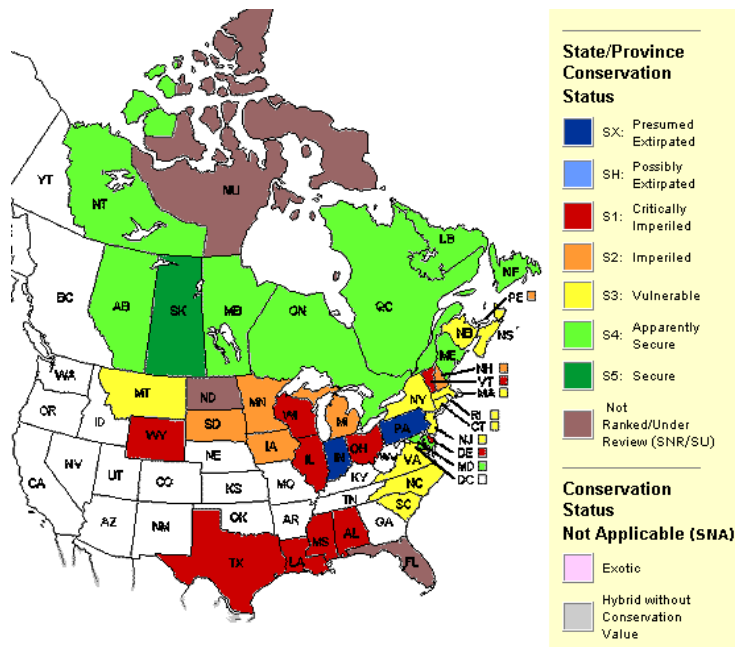 NU
YT
NT
LB
NF
BC
AB
SK
MB
ON
QC
PE
NB
NS
ME
WA
MT
ND
MN
NH
VT
MA
OR
ID
WY
SD
WI
MI
NY
RI
CT
NJ
DE
MD
DC
NV
UT
CO
NE
IA
IL
IN
OH
PA
WV
VA
CA
AZ
NM
KS
MO
KY
NC
OK
AR
TN
SC
TX
LA
MS
AL
GA
FL
State/Province
Conservation
Status
SX: Presumed
Extirpated
SH: Possibly
Extirpated
S1: Critically
Imperiled
S2: Imperiled
S3: Vulnerable
S4: Apparently
Secure
S5: Secure
Not
Ranked/Under
Review (SNR/SU)
Conservation
Status
Not Applicable (SNA)
Exotic
Hybrid without
Conservation
Value